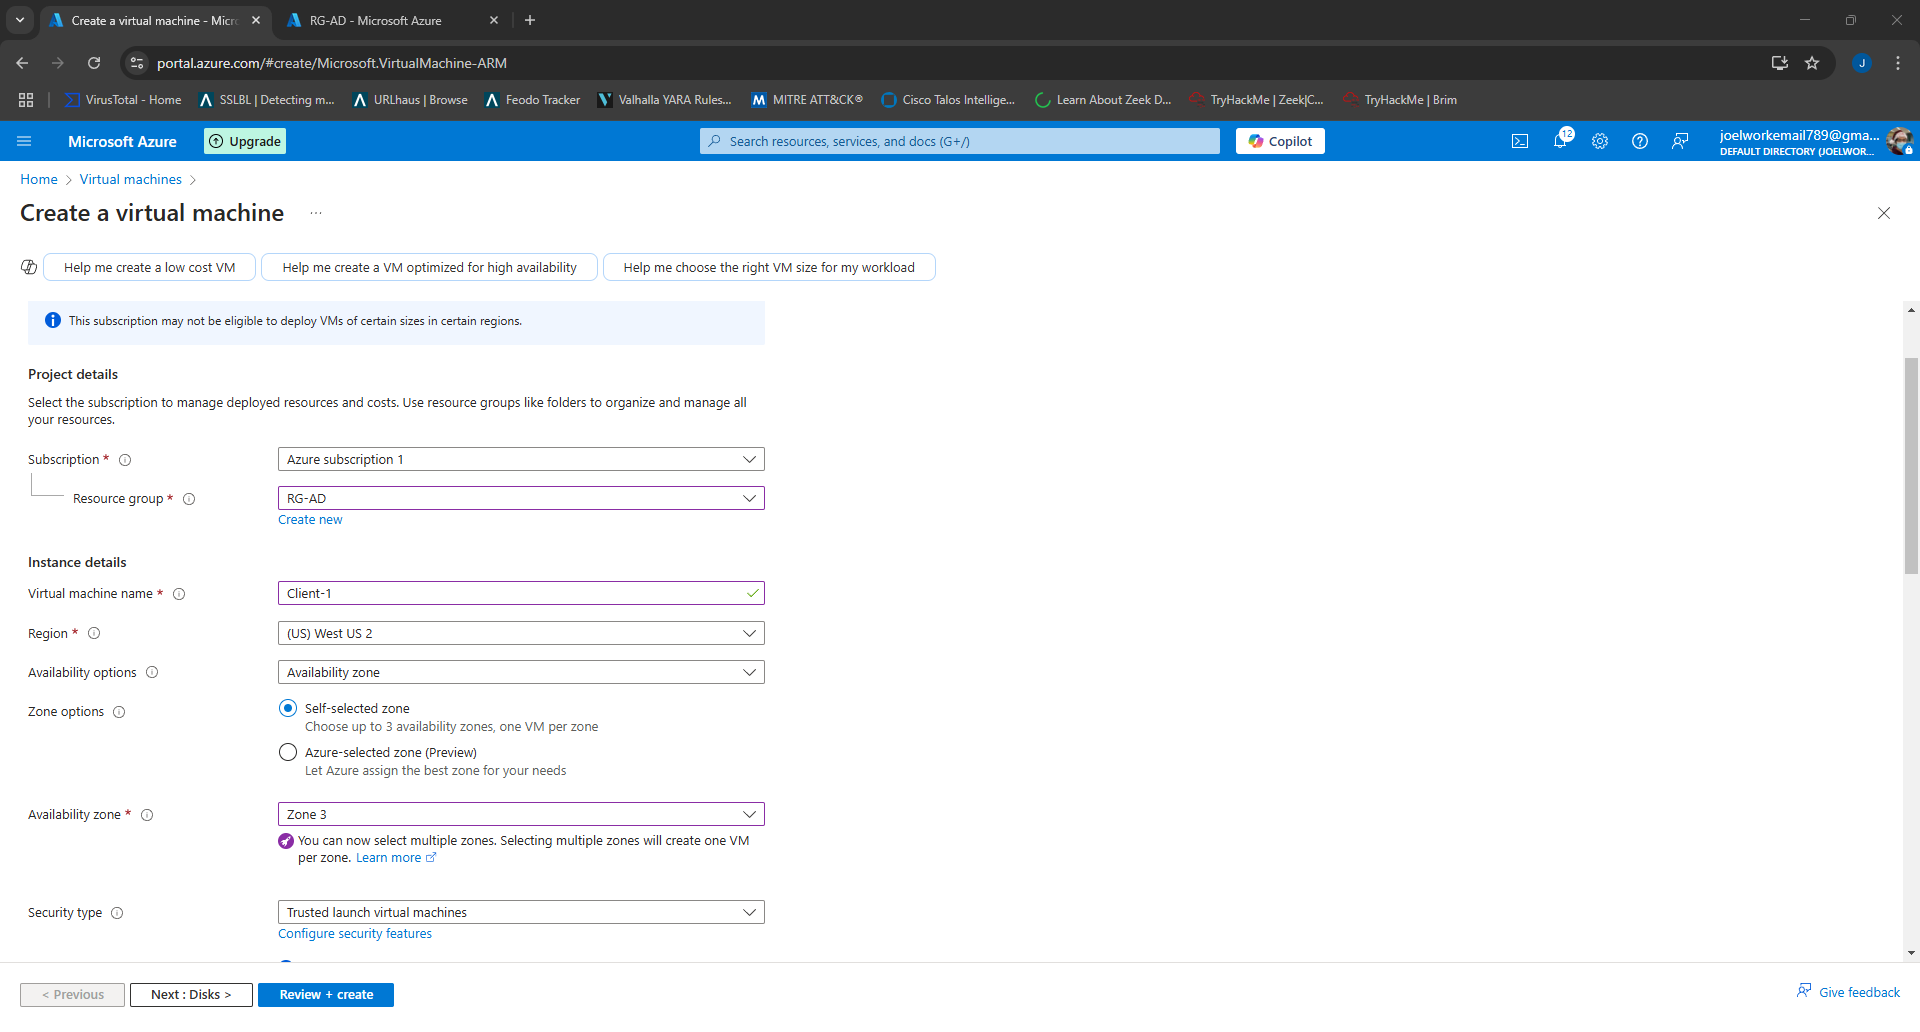 Create a virtual machine - Micr
RG-AD - Microsoft Azure
portal.azure.com/#create/Microsoft.VirtualMachine-ARM
J
VirusTotal - Home
SSLBL | Detecting m...
URLhaus | Browse
Feodo Tracker
Valhalla YARA Rules...
M
MITRE ATT&CK®
Cisco Talos Intellige...
Learn About Zeek D...
TryHackMe | Zeek|C...
TryHackMe | Brim
Microsoft Azure
Upgrade
Search resources, services, and docs (G+/)
Copilot
12
joelworkemail789@gma...
DEFAULT DIRECTORY (JOELWOR...
Home
Virtual machines
Create a virtual machine
...
Help me create a low cost VM
Help me create a VM optimized for high availability
Help me choose the right VM size for my workload
This subscription may not be eligible to deploy VMs of certain sizes in certain regions.
Project details
Select the subscription to manage deployed resources and costs. Use resource groups like folders to organize and manage all
your resources.
Subscription *
Azure subscription 1
Resource group *
RG-AD
Create new
Instance details
Virtual machine name *
Client-1
Region *
(US) West US 2
Availability options
Availability zone
Zone options
Self-selected zone
Choose up to 3 availability zones, one VM per zone
Azure-selected zone (Preview)
Let Azure assign the best zone for your needs
Availability zone *
Zone 3
You can now select multiple zones. Selecting multiple zones will create one VM
per zone. Learn more
Security type
Trusted launch virtual machines
Configure security features
< Previous
Next : Disks >
Review + create
Give feedback